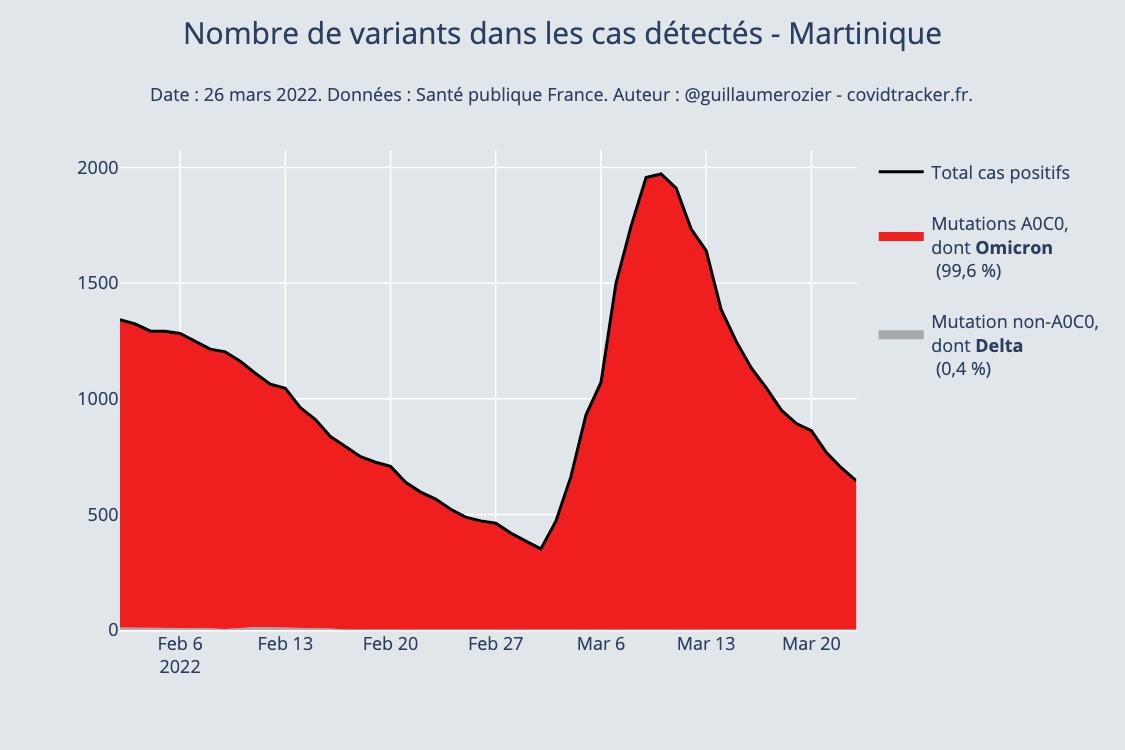 Nombre de variants dans les cas détectés - Martinique
Date : 26 mars 2022. Données : Santé publique France. Auteur : @guillaumerozier - covidtracker.fr.
2000
1500
1000
500
0
Feb 6
2022
Feb 13
Feb 20
Feb 27
Mar 6
Mar 13
Mar 20
Total cas positifs
Mutations A0C0,
dont Omicron
(99,6 %)
Mutation non-A0C0,
dont Delta
(0,4 %)